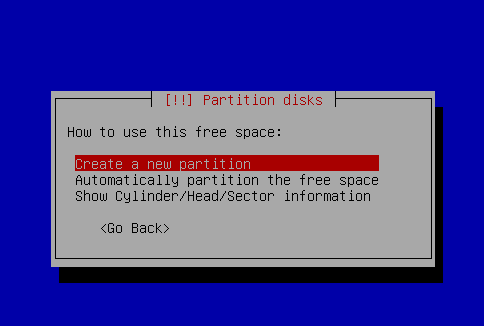 [!!] Partition disks
How to use this free space:
Create a new partition
Automatically partition the free space
Show Cylinder/Head/Sector information
<Go Back>